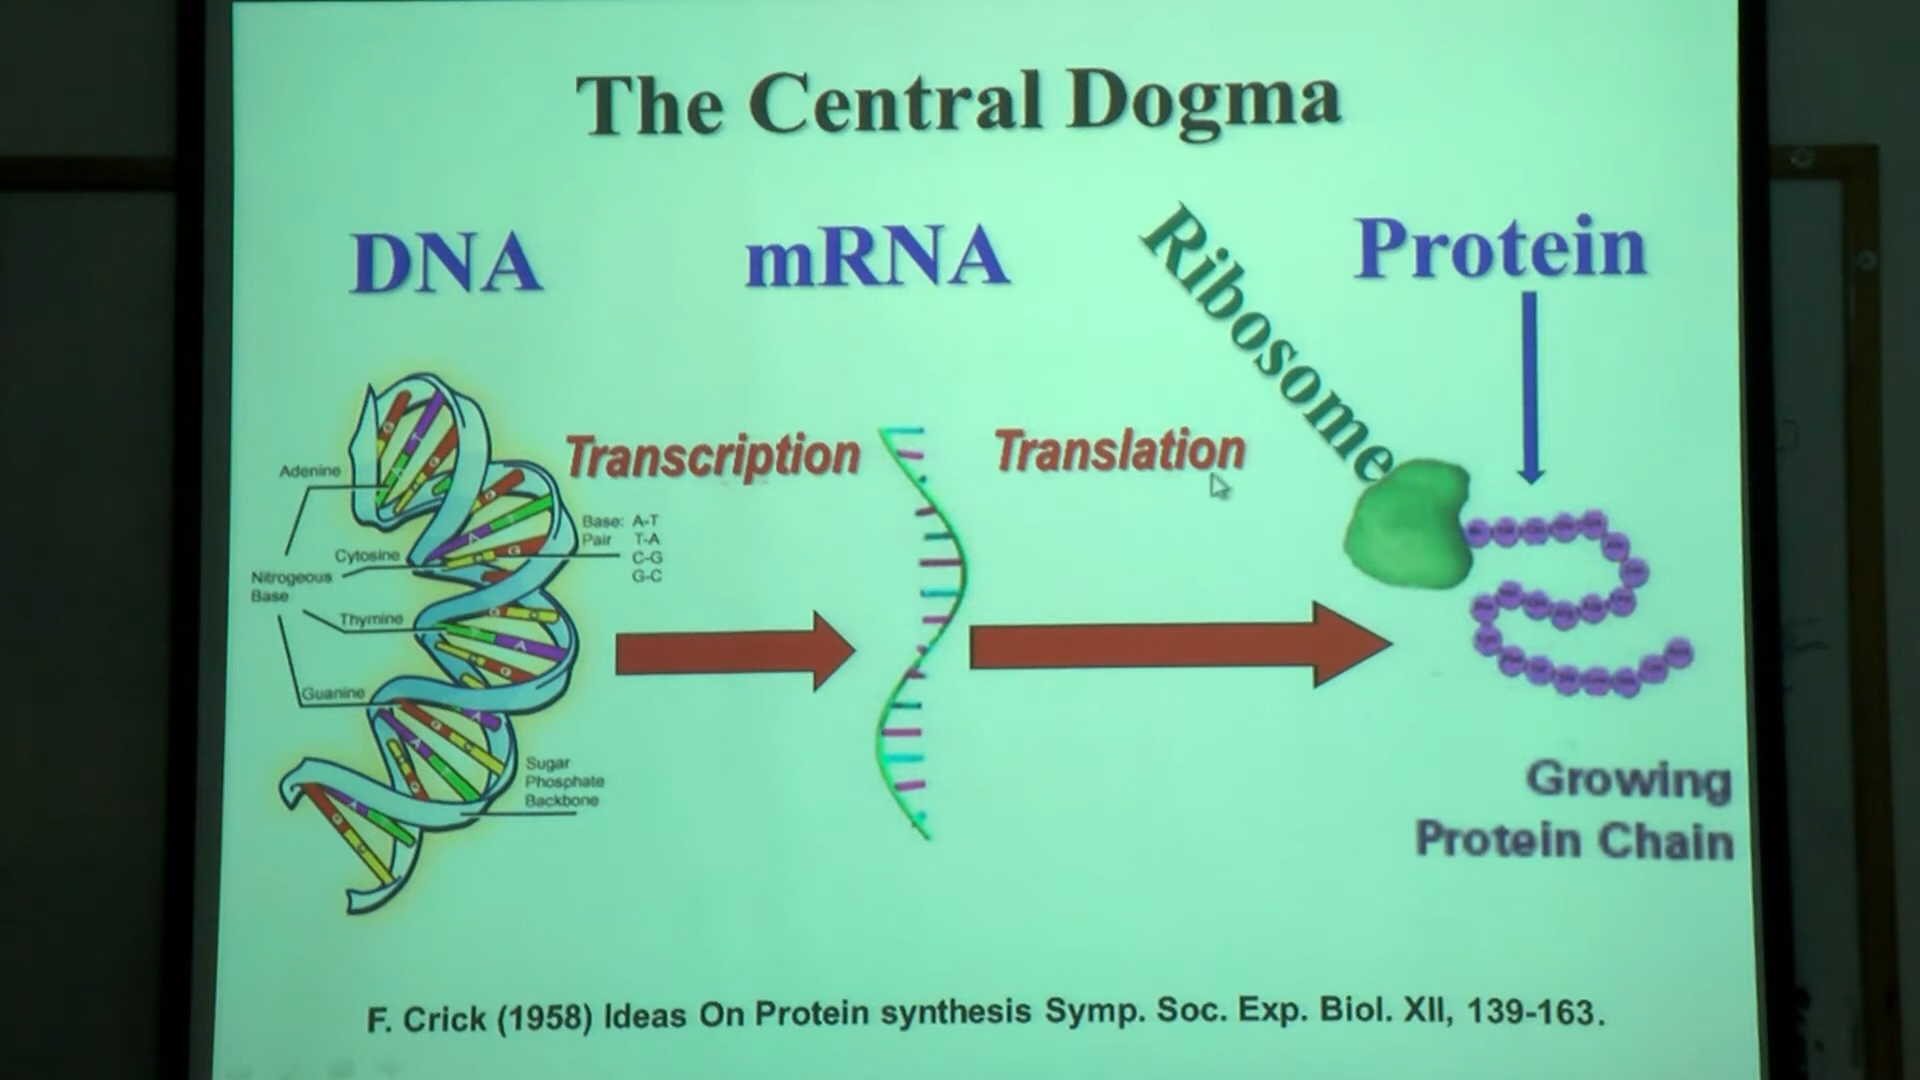 The Central Dogma
DNA
mRNA
Ribosome
Protein
Transcription
Translation
Adenine
Cytosine
Nitrogeous
Base
Thymine
Guanine
Base: A-T
Pair T-A
C-G
G-C
Sugar
Phosphate
Backbone
Growing
Protein Chain
F. Crick (1958) Ideas On Protein synthesis Symp. Soc. Exp. Biol. XII, 139-163.